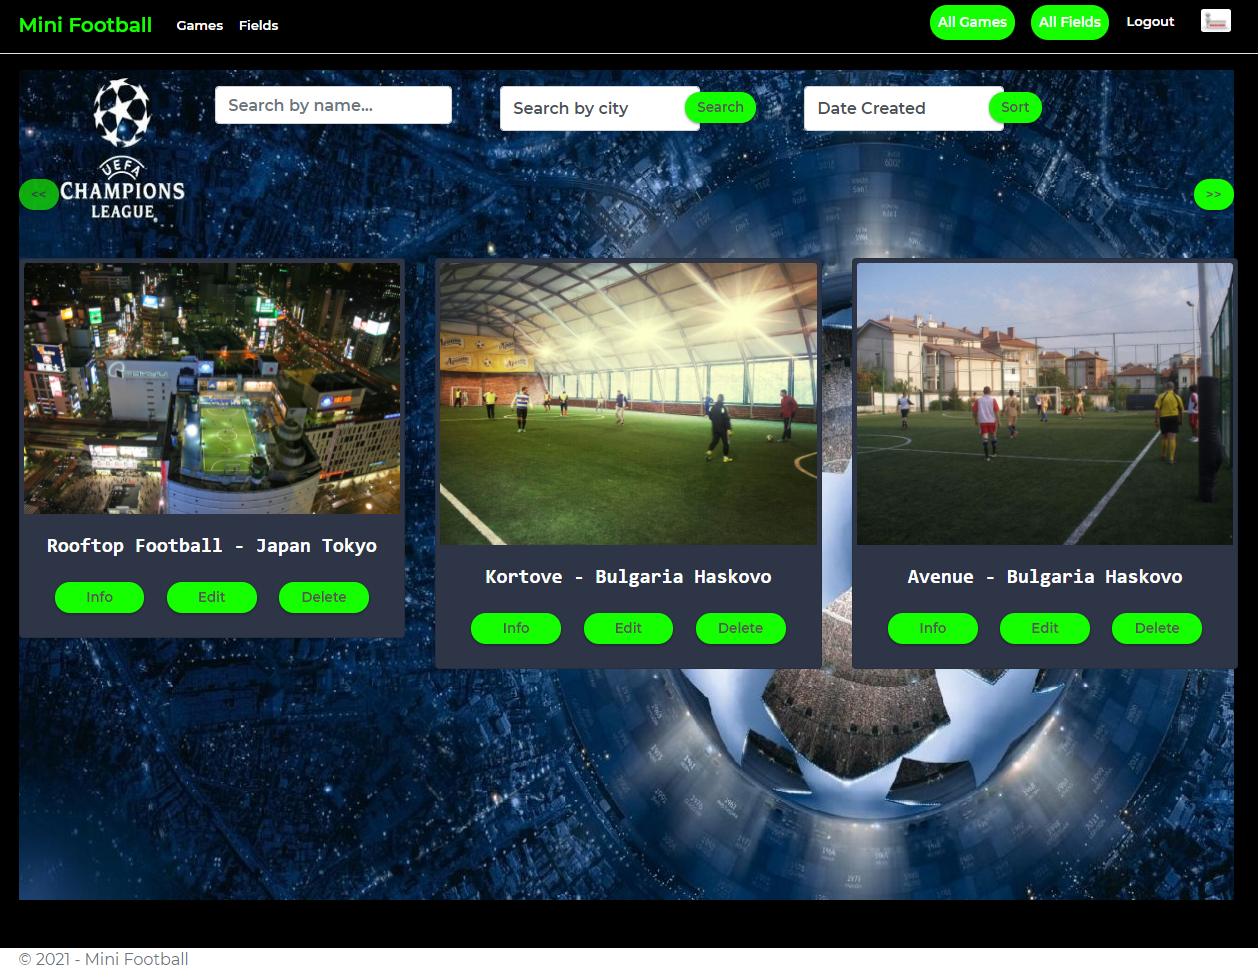 Mini Football
Games
Fields
All Games
All Fields
Logout
UEFA
CHAMPIONS
LEAGUE
Search by name...
Search by city
Search
Date Created
Sort
<<
>>
Rooftop Football - Japan Tokyo
Info
Edit
Delete
Kortove - Bulgaria Haskovo
Info
Edit
Delete
Avenue - Bulgaria Haskovo
Info
Edit
Delete
© 2021 - Mini Football